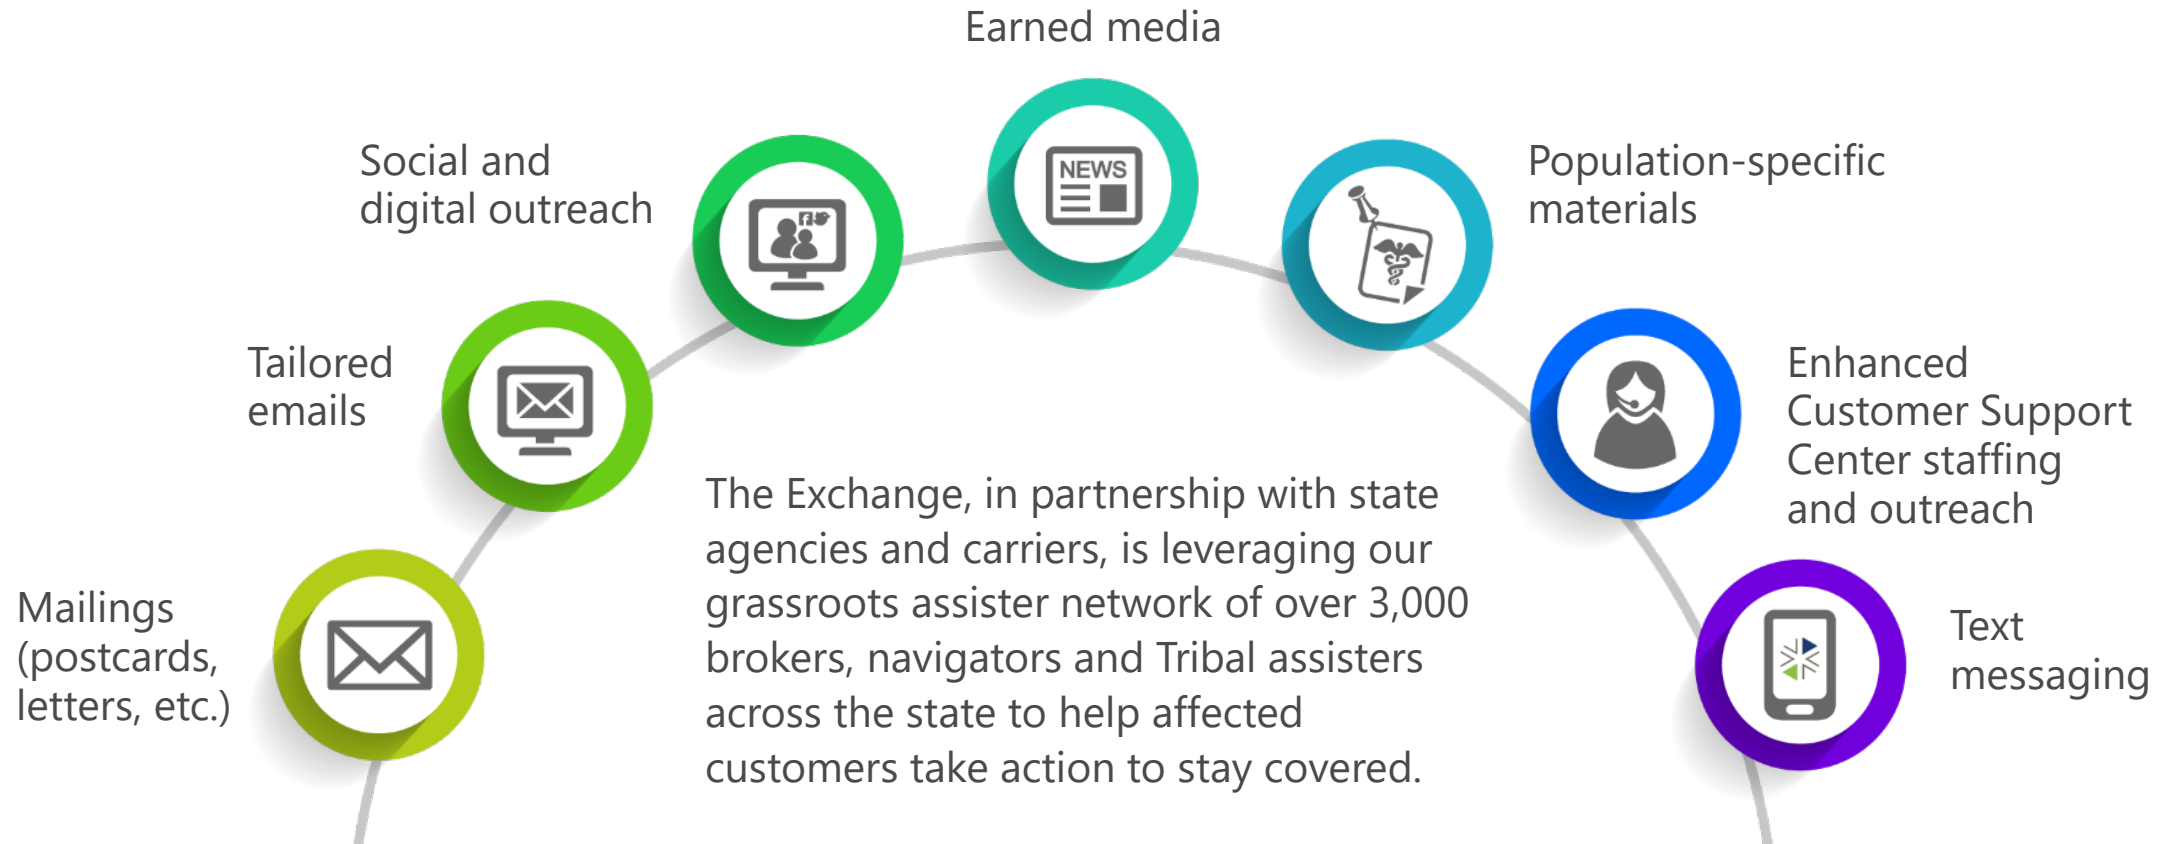 Earned media
Social and
digital outreach
NEWS
Population-specific
materials
Tailored
emails
Enhanced
Customer Support
Center staffing
and outreach
The Exchange, in partnership with state
agencies and carriers, is leveraging our
grassroots assister network of over 3,000
brokers, navigators and Tribal assisters
across the state to help affected
customers take action to stay covered.
Mailings
(postcards,
letters, etc.)
Text
messaging